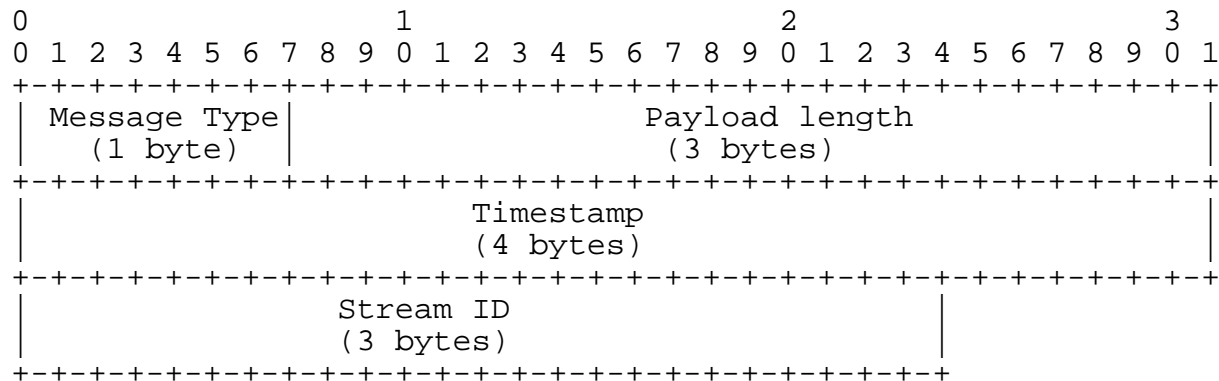 0                   1                   2                   3
0 1 2 3 4 5 6 7 8 9 0 1 2 3 4 5 6 7 8 9 0 1 2 3 4 5 6 7 8 9 0 1
+-+-+-+-+-+-+-+-+-+-+-+-+-+-+-+-+-+-+-+-+-+-+-+-+-+-+-+-+-+-+-+
| Message Type|                  Payload length               |
|   (1 byte)  |                   (3 bytes)                   |
+-+-+-+-+-+-+-+-+-+-+-+-+-+-+-+-+-+-+-+-+-+-+-+-+-+-+-+-+-+-+-+
|                       Timestamp                             |
|                       (4 bytes)                             |
+-+-+-+-+-+-+-+-+-+-+-+-+-+-+-+-+-+-+-+-+-+-+-+-+-+-+-+-+-+-+-+
|                Stream ID                      |
|                (3 bytes)                      |
+-+-+-+-+-+-+-+-+-+-+-+-+-+-+-+-+-+-+-+-+-+-+-+-+